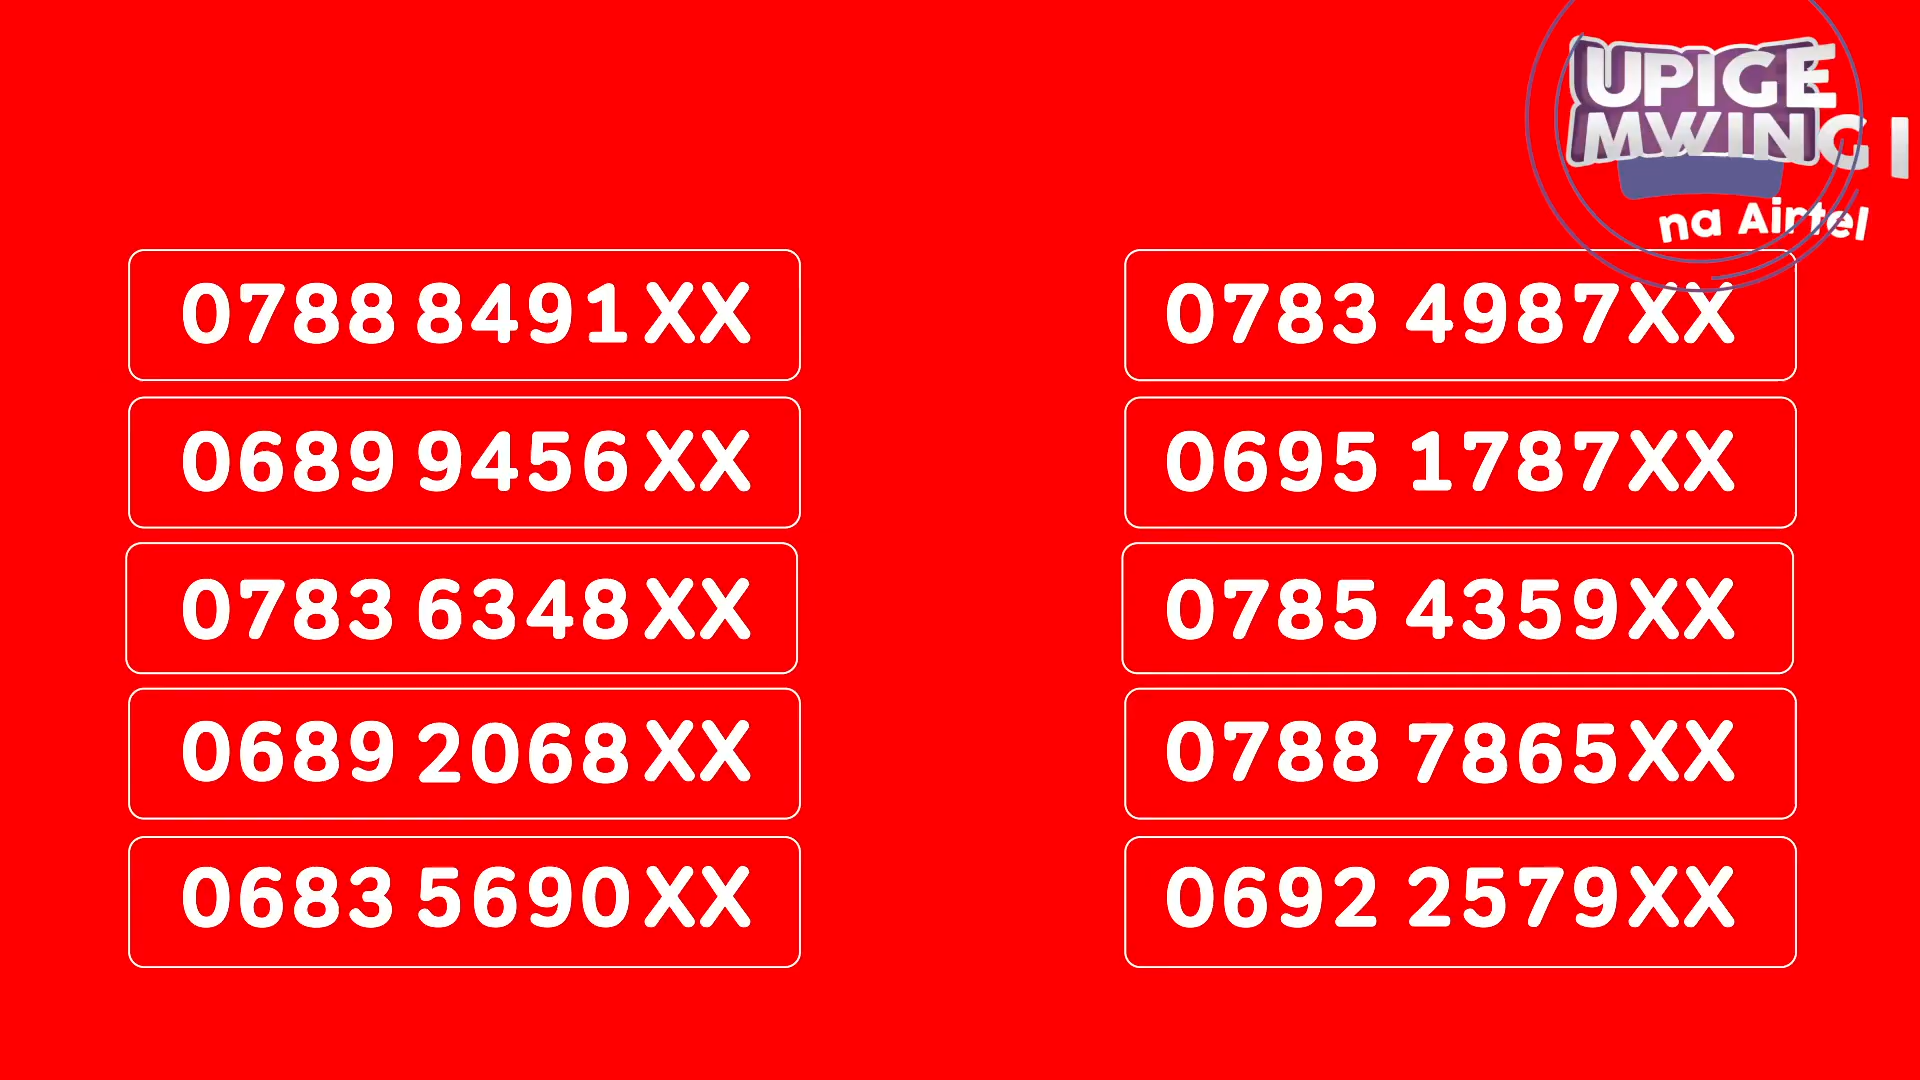 UPIGE
MWINGI
na Airtel
0788 8491XX
0689 9456XX
0783 6348XX
0689 2068XX
0683 5690XX
0783 4987XX
0695 1787XX
0785 4359XX
0788 7865XX
0692 2579XX